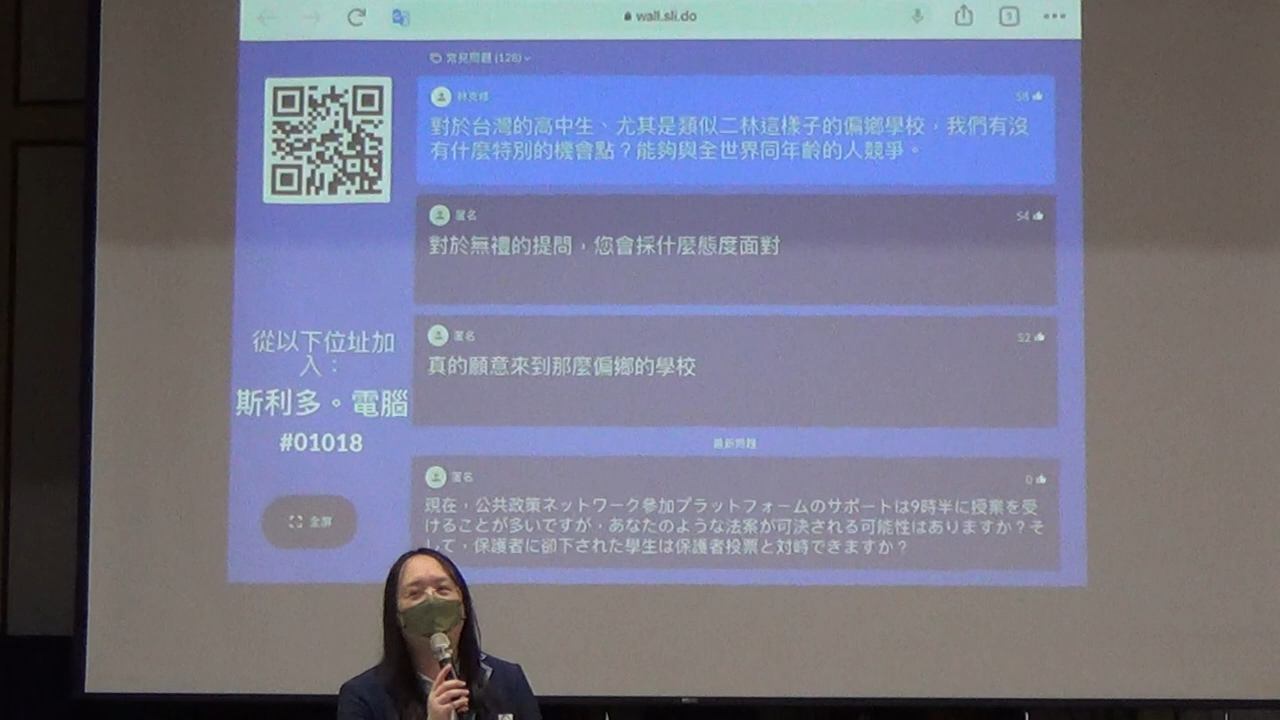 wall.sli.do
常見問題 (128)
58
對於台灣的高中生、尤其是類似二林這樣子的偏鄉學校，我們有沒
有什麼特別的機會點？能夠與全世界同年齡的人競爭。
匿名
54
對於無禮的提問，您會採什麼態度面對
匿名
52
真的願意來到那麼偏鄉的學校
從以下位址加
入：
斯利多。電腦
#01018
全屏
最新問題
匿名
0
現在，公共政策ネットワーク參加プラットフォームのサポートは9時半に授業を受
けることが多いですが，あなたのような法案が可決される可能性はありますか？そ
して，保護者に卻下された學生は保護者投票と対峙できますか？